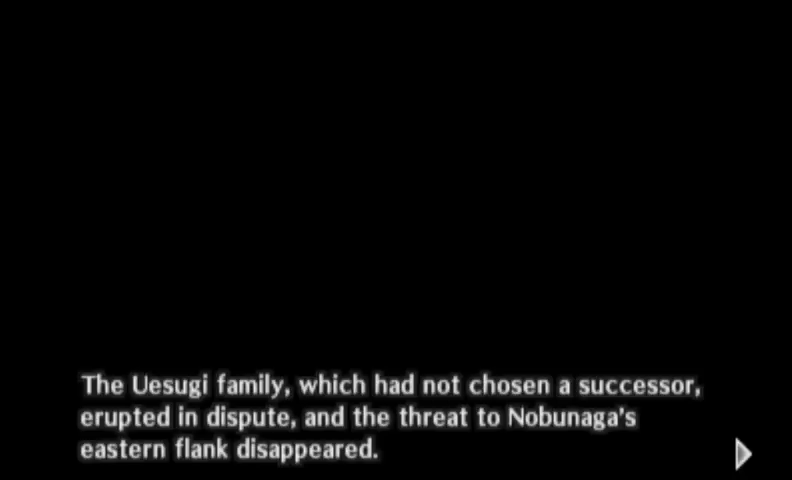 The Uesugi family, which had not chosen a successor,
erupted in dispute, and the threat to Nobunaga's
eastern flank disappeared.